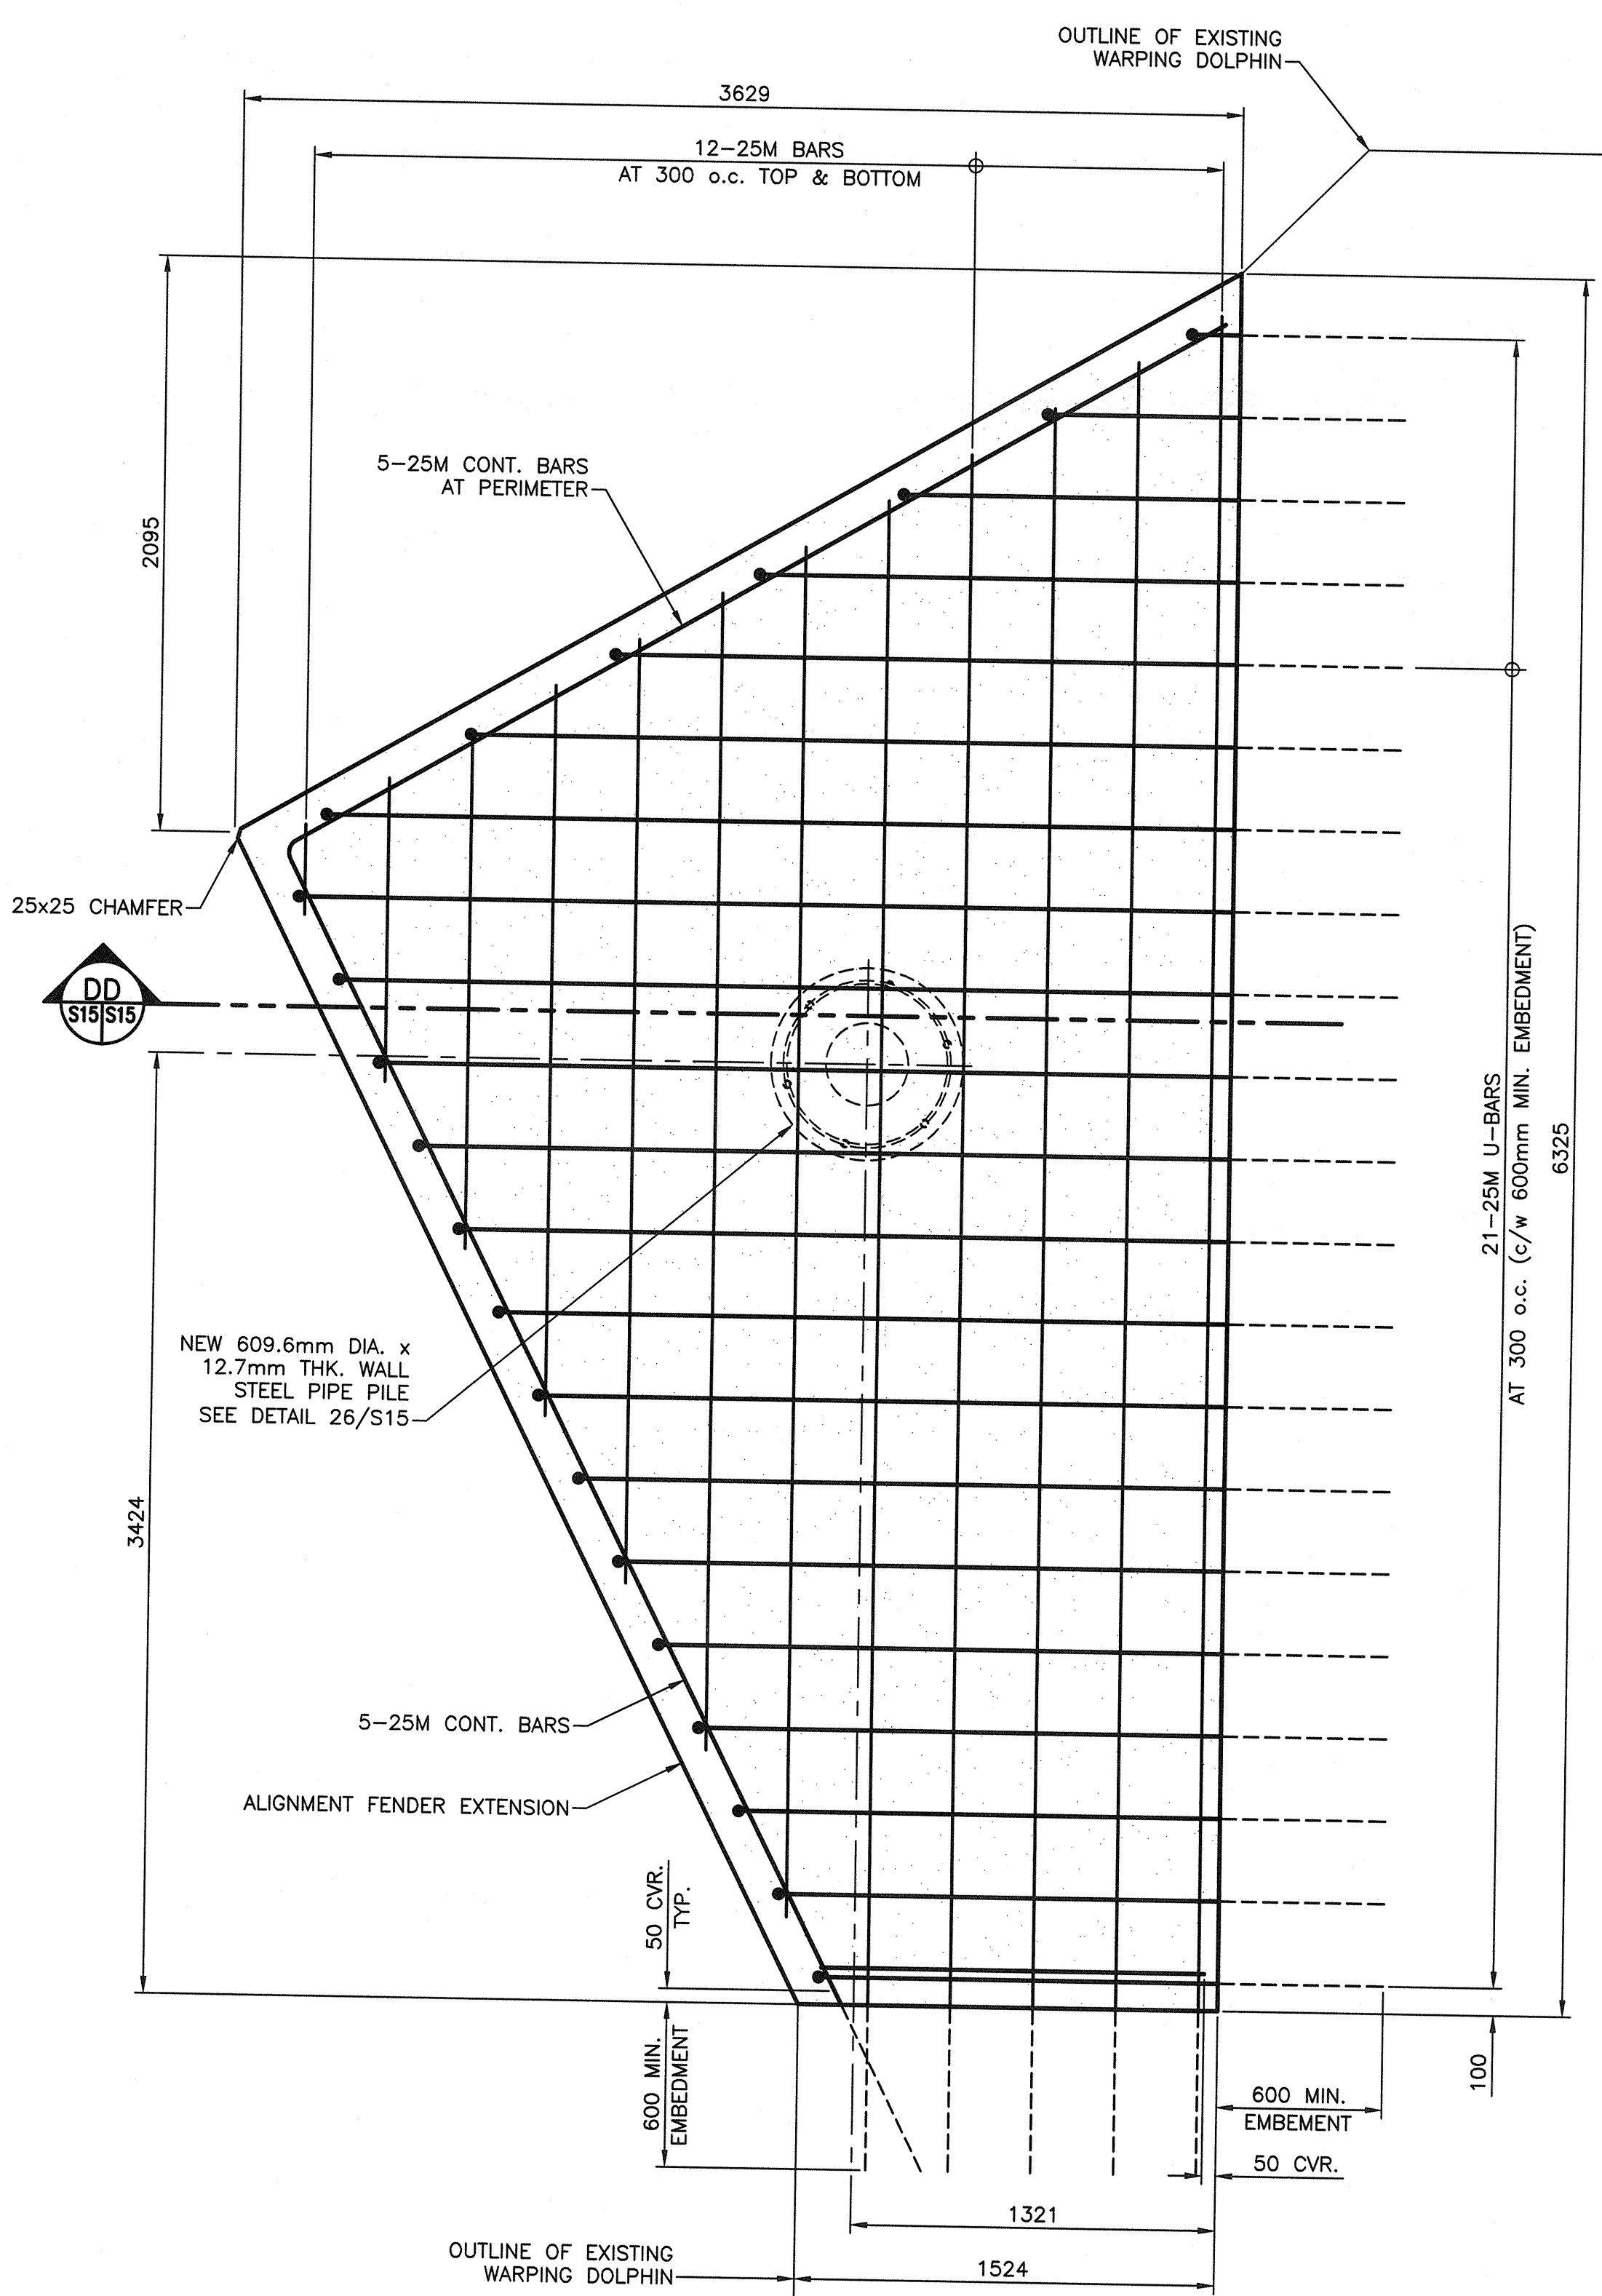 OUTLINE OF EXISTING
WARPING DOLPHIN
3629
12-25M BARS
AT 300 o.c. TOP & BOTTOM
5-25M CONT. BARS
AT PERIMETER
2095
25x25 CHAMFER
DD
S15 S15
21-25M U-BARS
AT 300 o.c. (c/w 600mm MIN. EMBEDMENT)
6325
NEW 609.6mm DIA. x
12.7mm THK. WALL
STEEL PIPE PILE
SEE DETAIL 26/S15
3424
5-25M CONT. BARS
ALIGNMENT FENDER EXTENSION
50 CVR.
TYP.
600 MIN.
EMBEDMENT
100
600 MIN.
EMBEMENT
50 CVR.
1321
OUTLINE OF EXISTING
WARPING DOLPHIN
1524